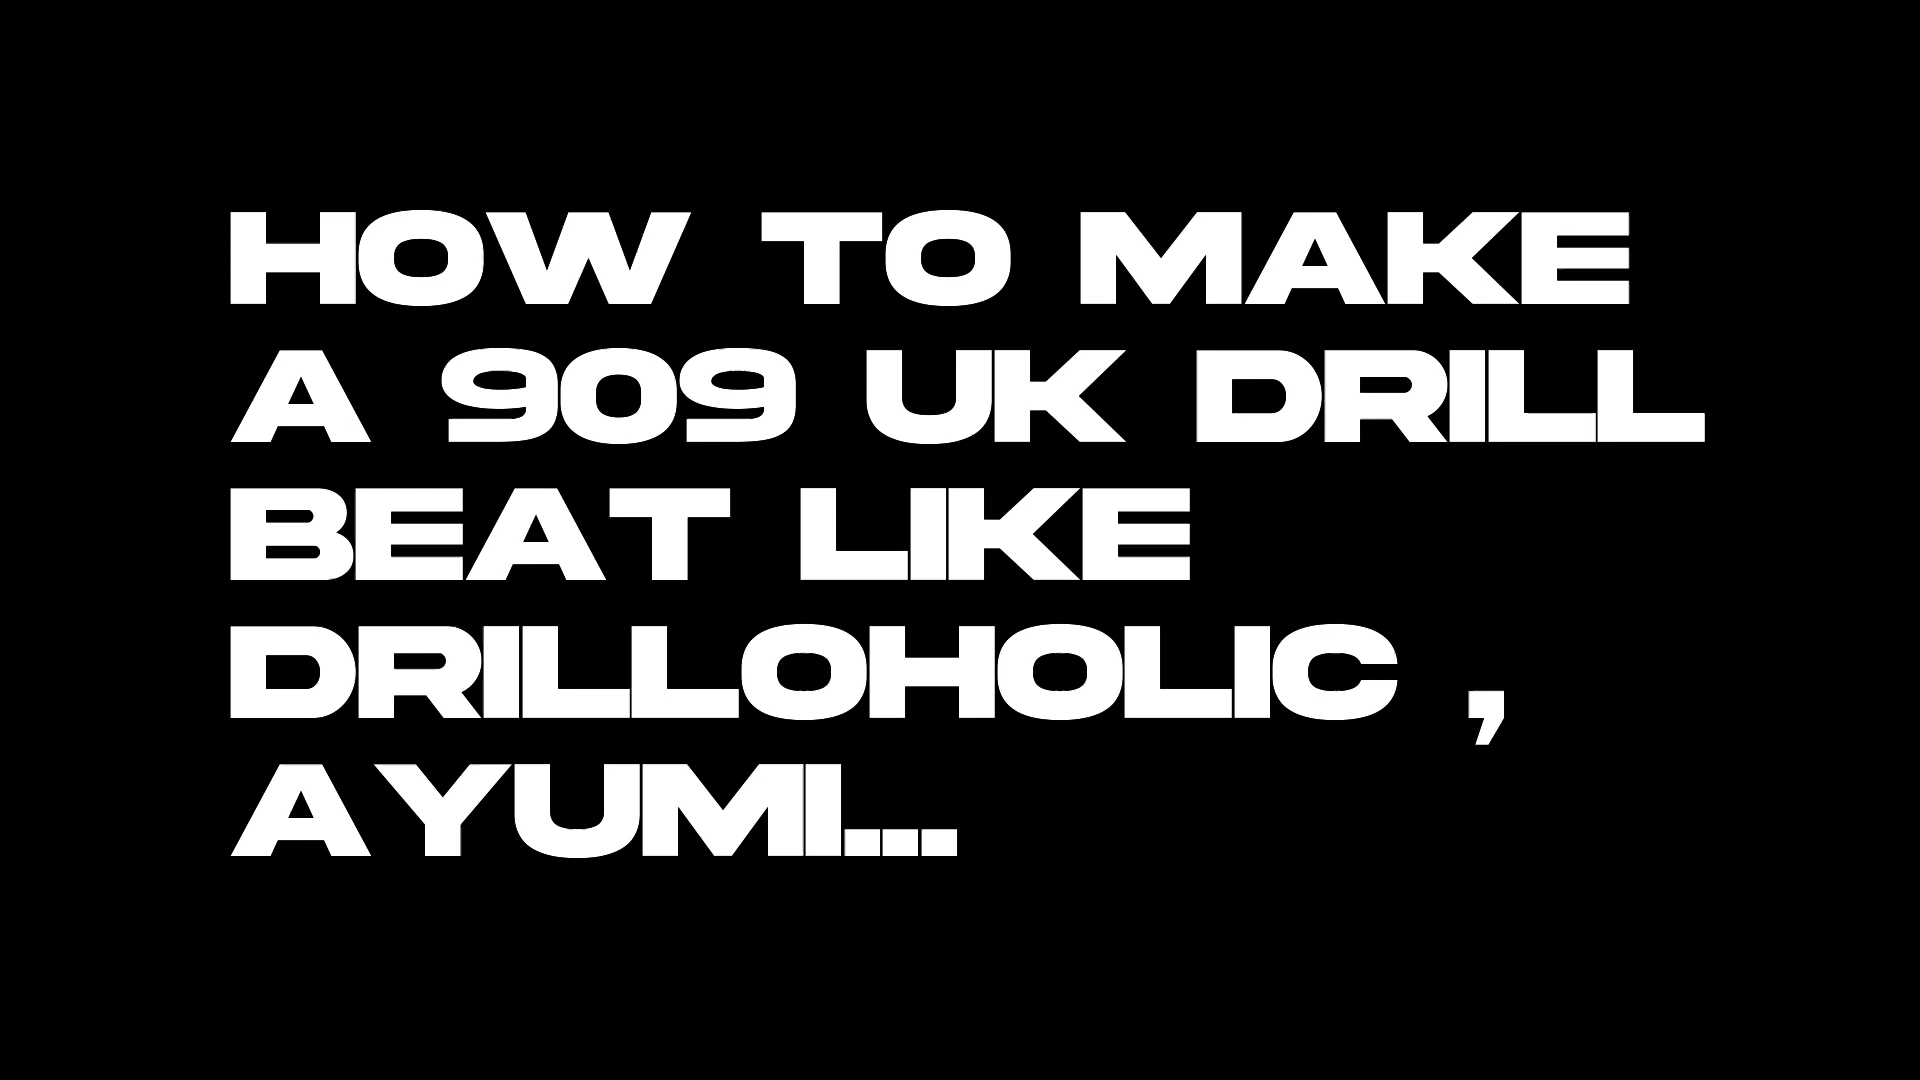 HOW TO MAKE
A 909 UK DRILL
BEAT LIKE
DRILLOHOLIC ,
AYUMI...